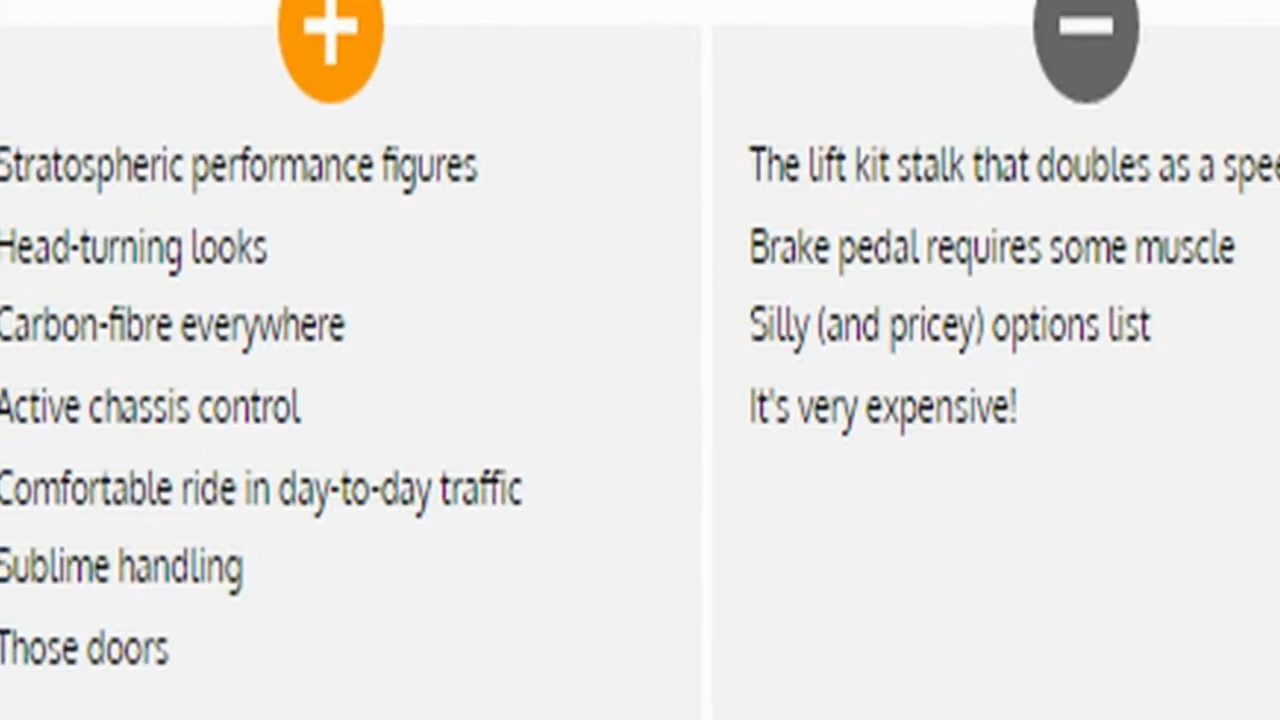 Stratospheric performance figures
Head-turning looks
Carbon-fibre everywhere
Active chassis control
Comfortable ride in day-to-day traffic
Sublime handling
Those doors
The lift kit stalk that doubles as a
Brake pedal requires some muscle
Silly (and pricey) options list
It's very expensive!